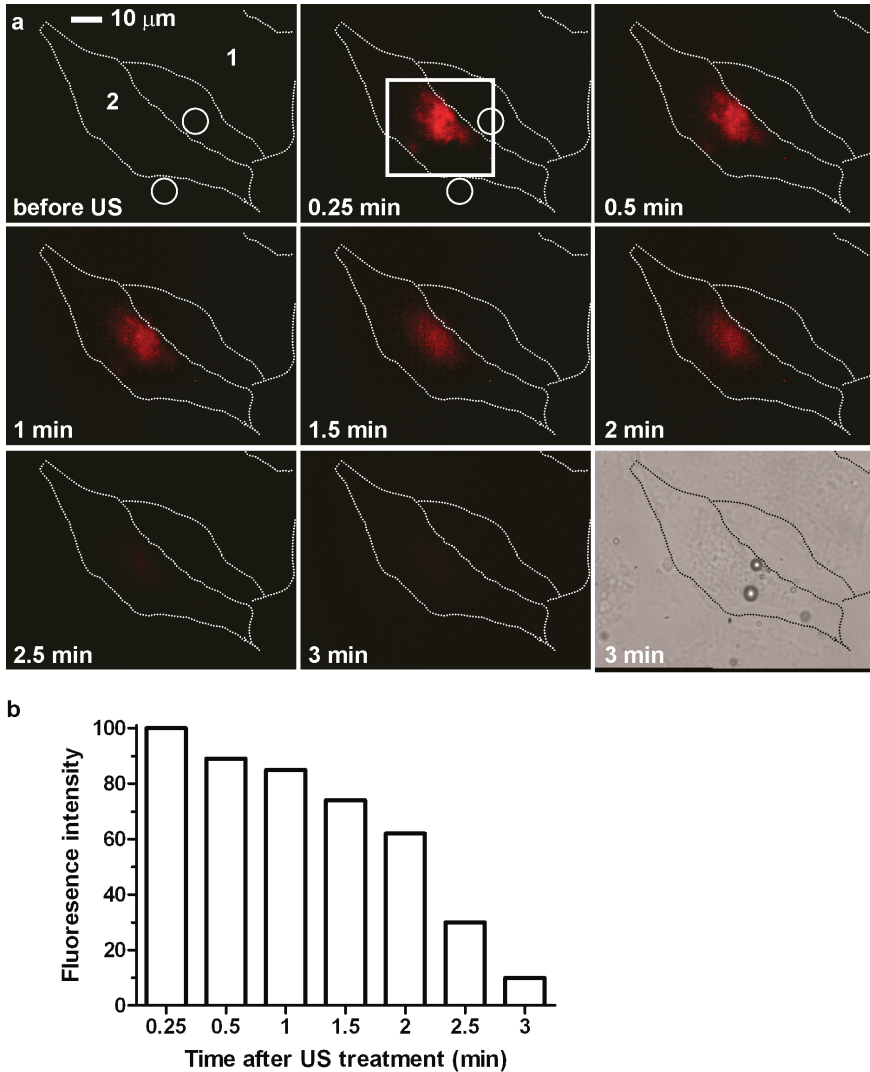 a
10 µm
1
2
before US
0.25 min
0.5 min
1 min
1.5 min
2 min
2.5 min
3 min
3 min
b
Fluoresence intensity
100
80
60
40
20
0
0.25 0.5 1 1.5 2 2.5 3
Time after US treatment (min)